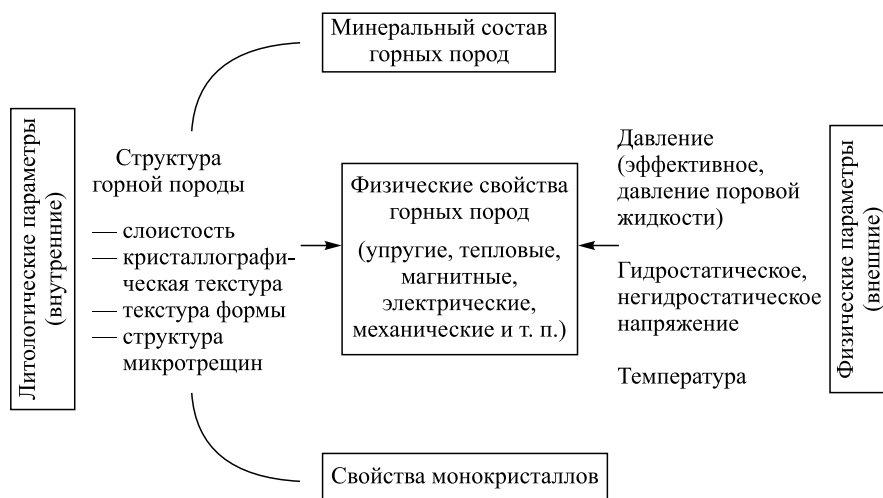 Минеральный состав
горных пород
Литологические параметры
(внутренние)
Структура
горной породы
— слоистость
— кристаллографи-
ческая текстура
— текстура формы
— структура
микротрещин
Физические свойства
горных пород
(упругие, тепловые,
магнитные,
электрические,
механические и т. п.)
Давление
(эффективное,
давление поровой
жидкости)
Гидростатическое,
негидростатическое
напряжение
Температура
Физические параметры
(внешние)
Свойства монокристаллов